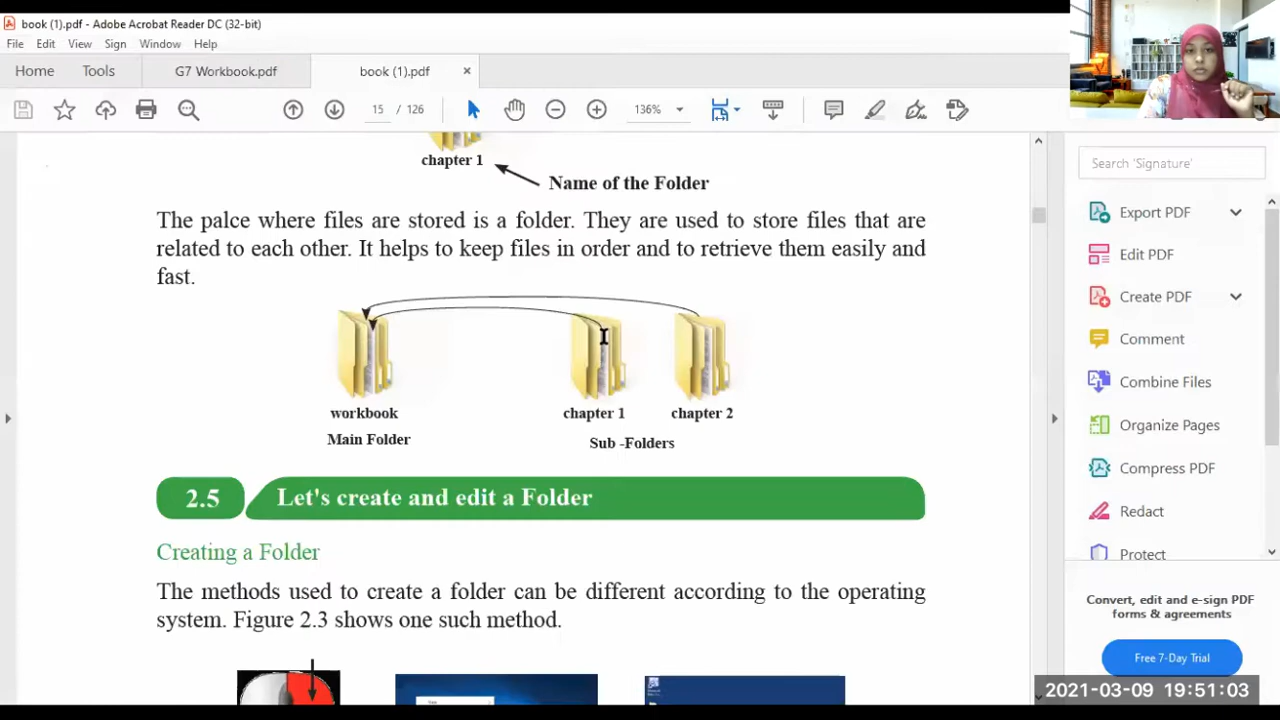 book (1).pdf - Adobe Acrobat Reader DC (32-bit)
File Edit View Sign Window Help
Home Tools G7 Workbook.pdf book (1).pdf ×
15 / 126 136%
chapter 1
Name of the Folder
The palce where files are stored is a folder. They are used to store files that are
related to each other. It helps to keep files in order and to retrieve them easily and
fast.
workbook
Main Folder
chapter 1
chapter 2
Sub -Folders
2.5 Let's create and edit a Folder
Creating a Folder
The methods used to create a folder can be different according to the operating
system. Figure 2.3 shows one such method.
Search 'Signature'
Export PDF
Edit PDF
Create PDF
Comment
Combine Files
Organize Pages
Compress PDF
Redact
Protect
Convert, edit and e-sign PDF
forms & agreements
Free 7-Day Trial
2021-03-09 19:51:03